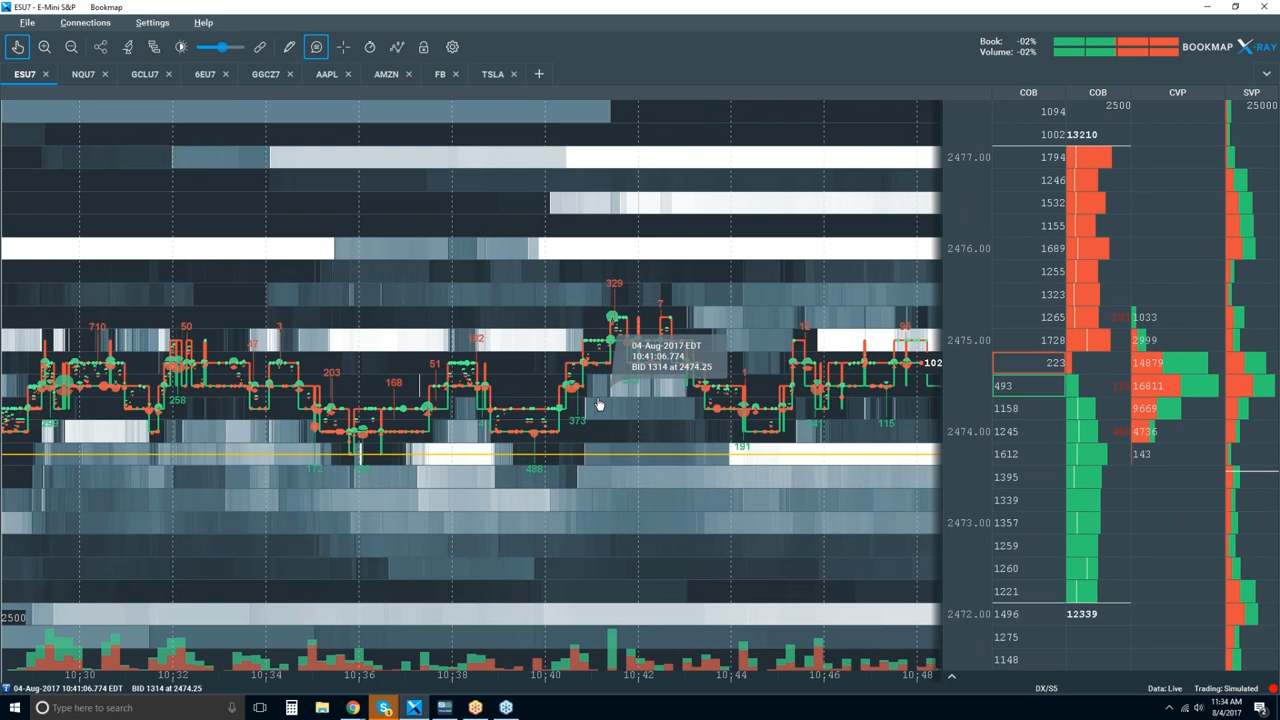 ESU7 - E-Mini S&P Bookmap
File Connections Settings Help
Book: -02%
Volume: -02%
BOOKMAP X-RAY
ESU7 NQU7 GCLU7 6EU7 GGCZ7 AAPL AMZN FB TSLA
COB COB CVP SVP
1094 2500 25000
1002 13210
2477.00 1794
1246
1532
1155
2476.00 1689
1255
329 1323
710 50 3 7 1265 1033
182 2475.00 1728 2999
47 04-Aug-2017 EDT
10:41:06.774
BID 1314 at 2474.25
51 102 223 14879
203 168 1 493 16811
258 1158 9669
373 115 2474.00 1245 4736
191 1612 143
172 488 1395
1339
2473.00 1357
1259
1260
1221
2500 2472.00 1496 12339
1275
1148
10:30 10:32 10:34 10:36 10:38 10:40 10:42 10:44 10:46 10:48
04-Aug-2017 10:41:06.774 EDT BID 1314 at 2474.25 DX/S5 Data: Live Trading: Simulated
Type here to search
11:34 AM
8/4/2017